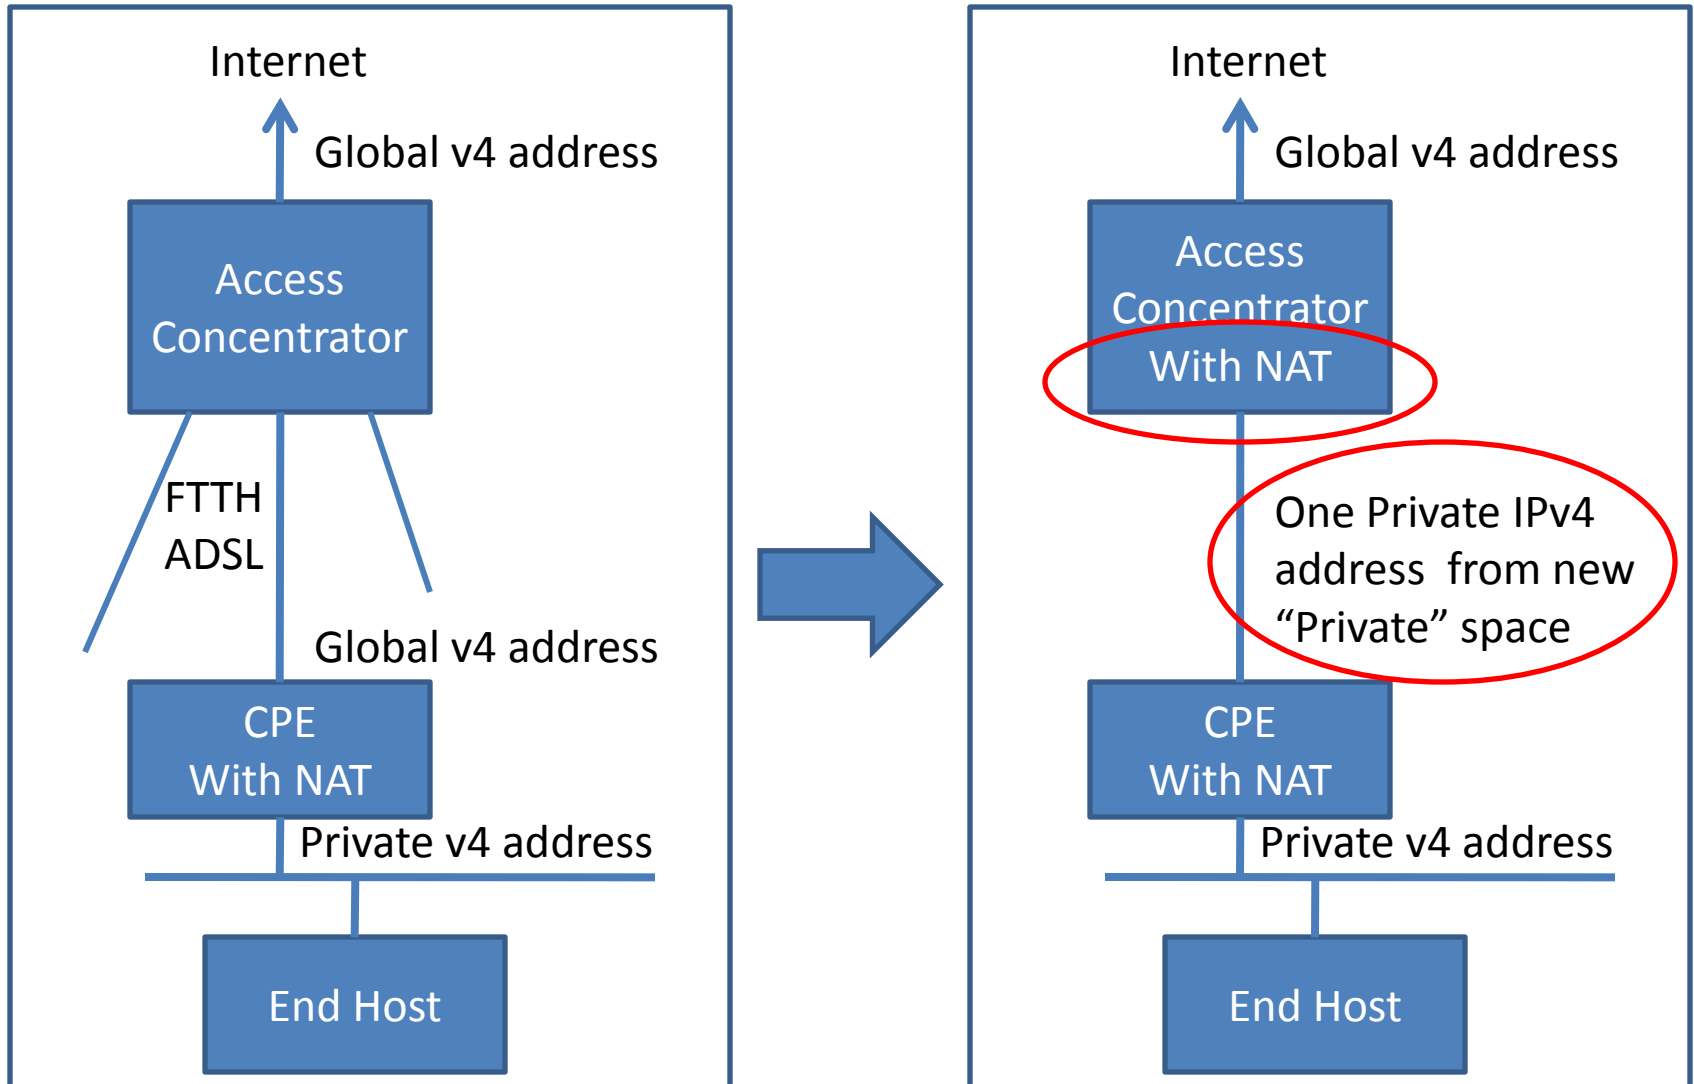 Internet
Global v4 address
Access
Concentrator
FTTH
ADSL
Global v4 address
CPE
With NAT
Private v4 address
End Host
Internet
Global v4 address
Access
Concentrator
With NAT
One Private IPv4
address  from new
“Private” space
CPE
With NAT
Private v4 address
End Host